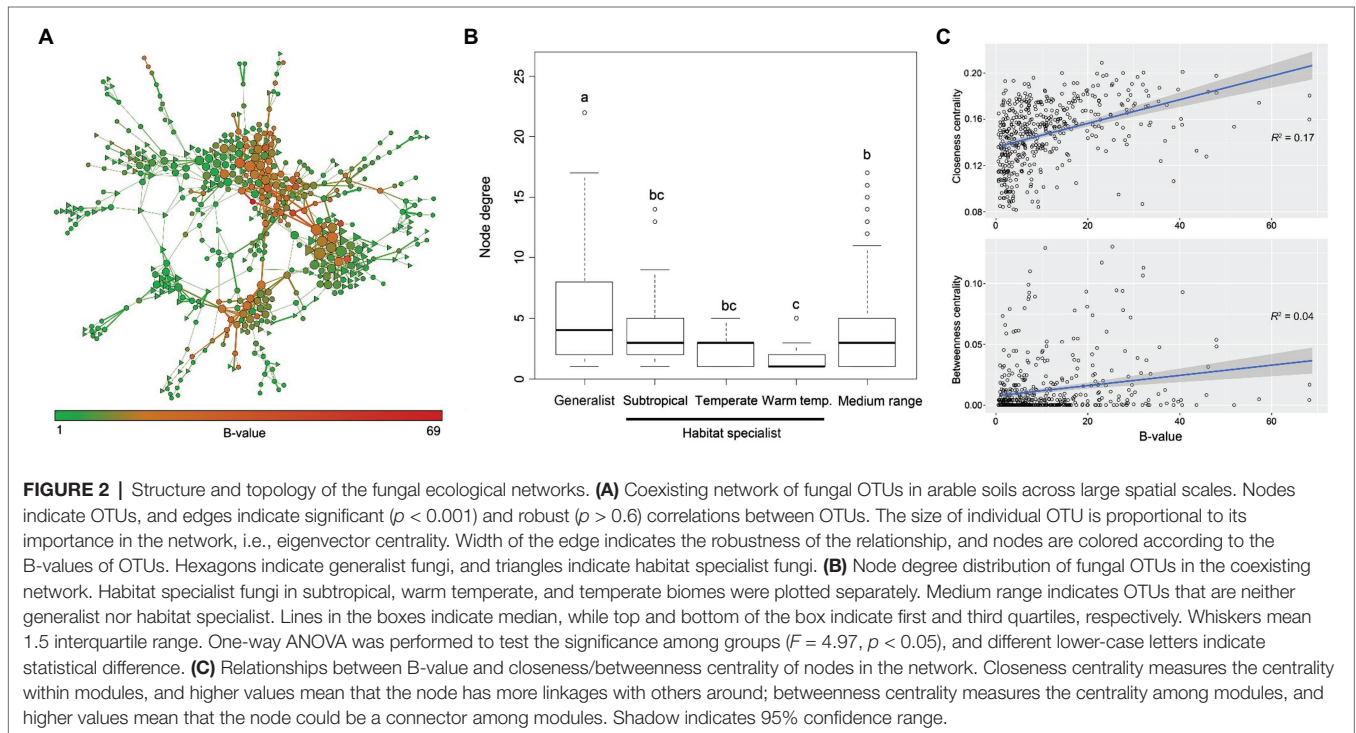 A
1
69
B-value
B
25
20
15
10
5
0
Node degree
a
bc
bc
c
b
Generalist
Subtropical
Temperate
Warm temp.
Medium range
Habitat specialist
C
0.20
0.16
0.12
0.08
Closeness centrality
R² = 0.17
0
20
40
60
0.10
0.05
0.00
Betweenness centrality
R² = 0.04
0
20
40
60
B-value
FIGURE 2 | Structure and topology of the fungal ecological networks. (A) Coexisting network of fungal OTUs in arable soils across large spatial scales. Nodes
indicate OTUs, and edges indicate significant (p < 0.001) and robust (p > 0.6) correlations between OTUs. The size of individual OTU is proportional to its
importance in the network, i.e., eigenvector centrality. Width of the edge indicates the robustness of the relationship, and nodes are colored according to the
B-values of OTUs. Hexagons indicate generalist fungi, and triangles indicate habitat specialist fungi. (B) Node degree distribution of fungal OTUs in the coexisting
network. Habitat specialist fungi in subtropical, warm temperate, and temperate biomes were plotted separately. Medium range indicates OTUs that are neither
generalist nor habitat specialist. Lines in the boxes indicate median, while top and bottom of the box indicate first and third quartiles, respectively. Whiskers mean
1.5 interquartile range. One-way ANOVA was performed to test the significance among groups (F = 4.97, p < 0.05), and different lower-case letters indicate
statistical difference. (C) Relationships between B-value and closeness/betweenness centrality of nodes in the network. Closeness centrality measures the centrality
within modules, and higher values mean that the node has more linkages with others around; betweenness centrality measures the centrality among modules, and
higher values mean that the node could be a connector among modules. Shadow indicates 95% confidence range.